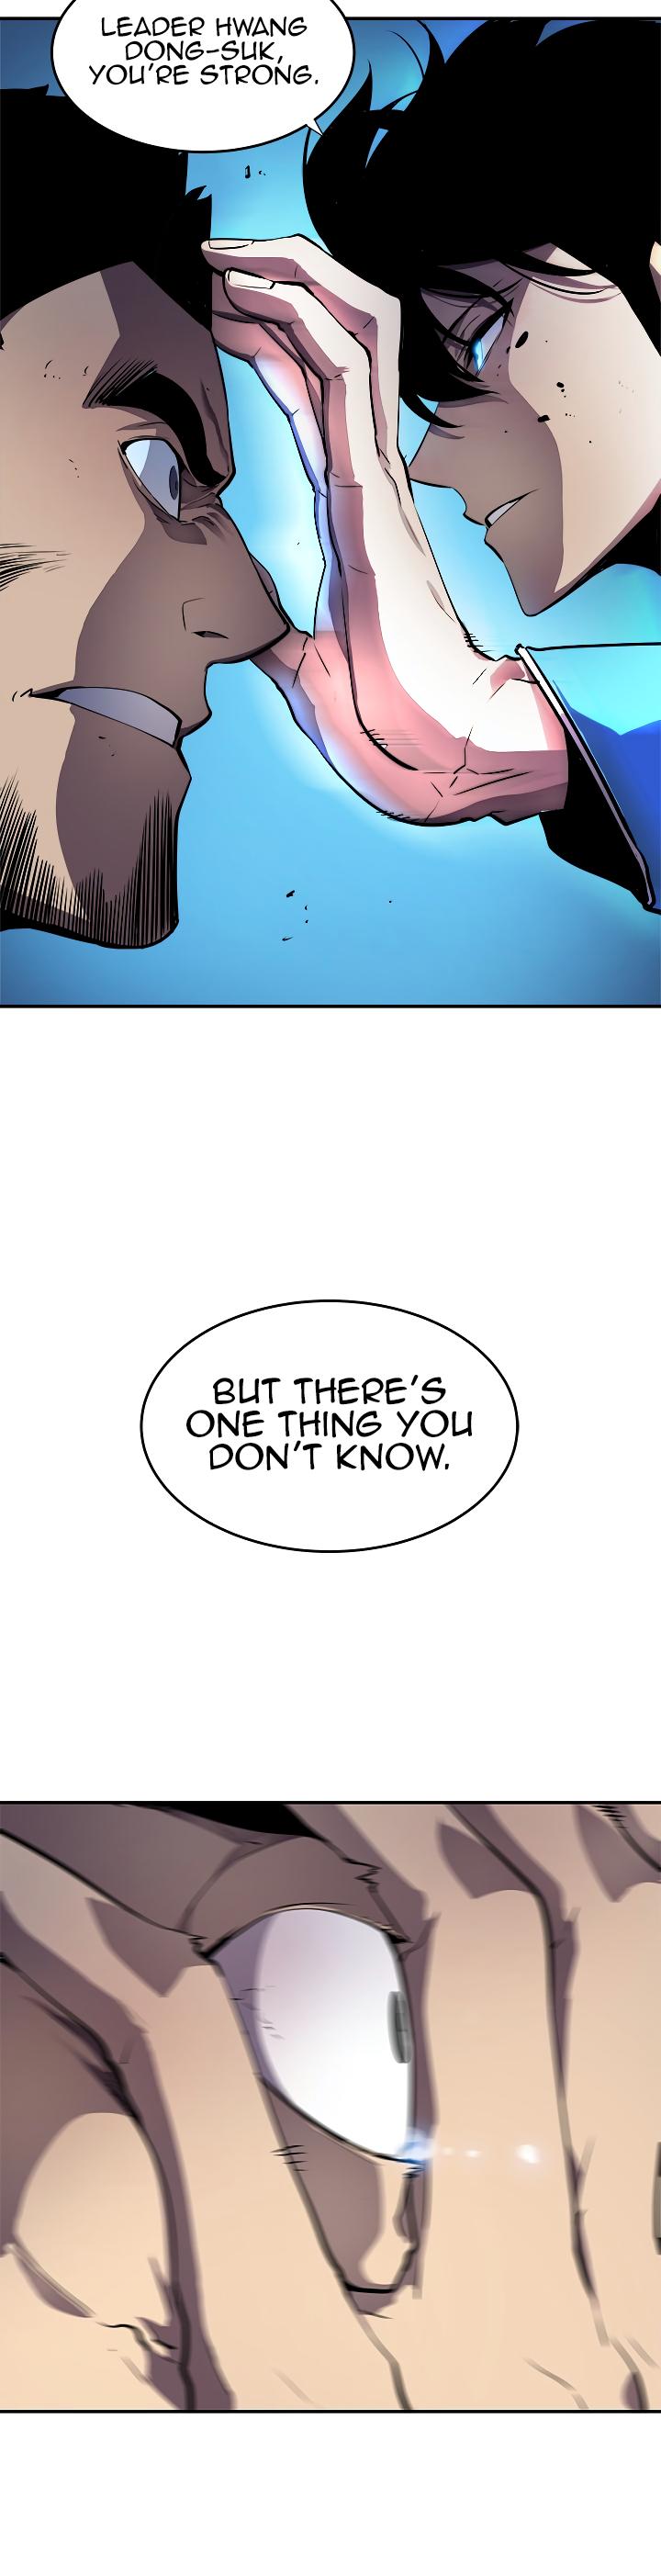 LEADER HWANG
DONG-SUK,
YOU'RE STRONG.
BUT THERE'S
ONE THING YOU
DON'T KNOW.